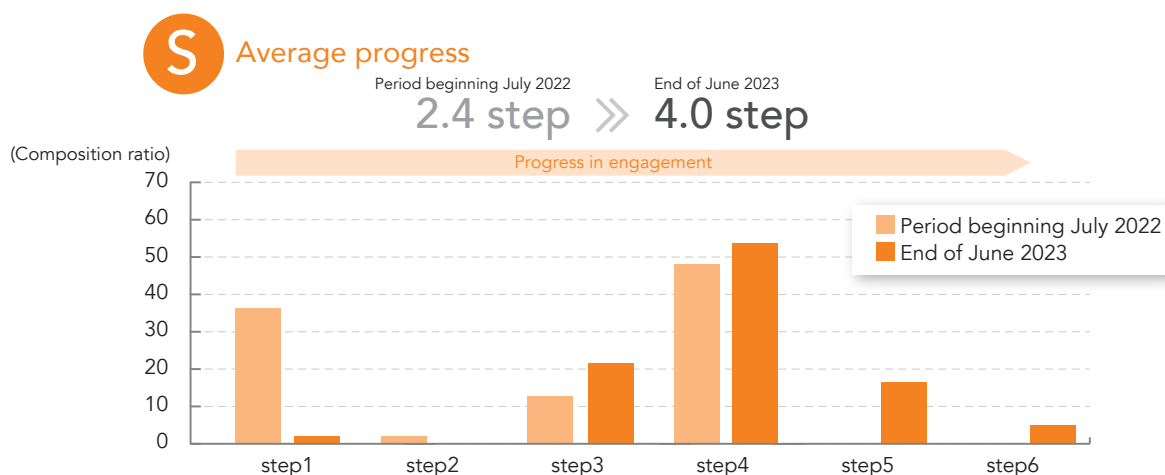 S
Average progress
Period beginning July 2022
End of June 2023
2.4 step
4.0 step
(Composition ratio)
Progress in engagement
70
60
50
40
30
20
10
0
Period beginning July 2022
End of June 2023
step1
step2
step3
step4
step5
step6